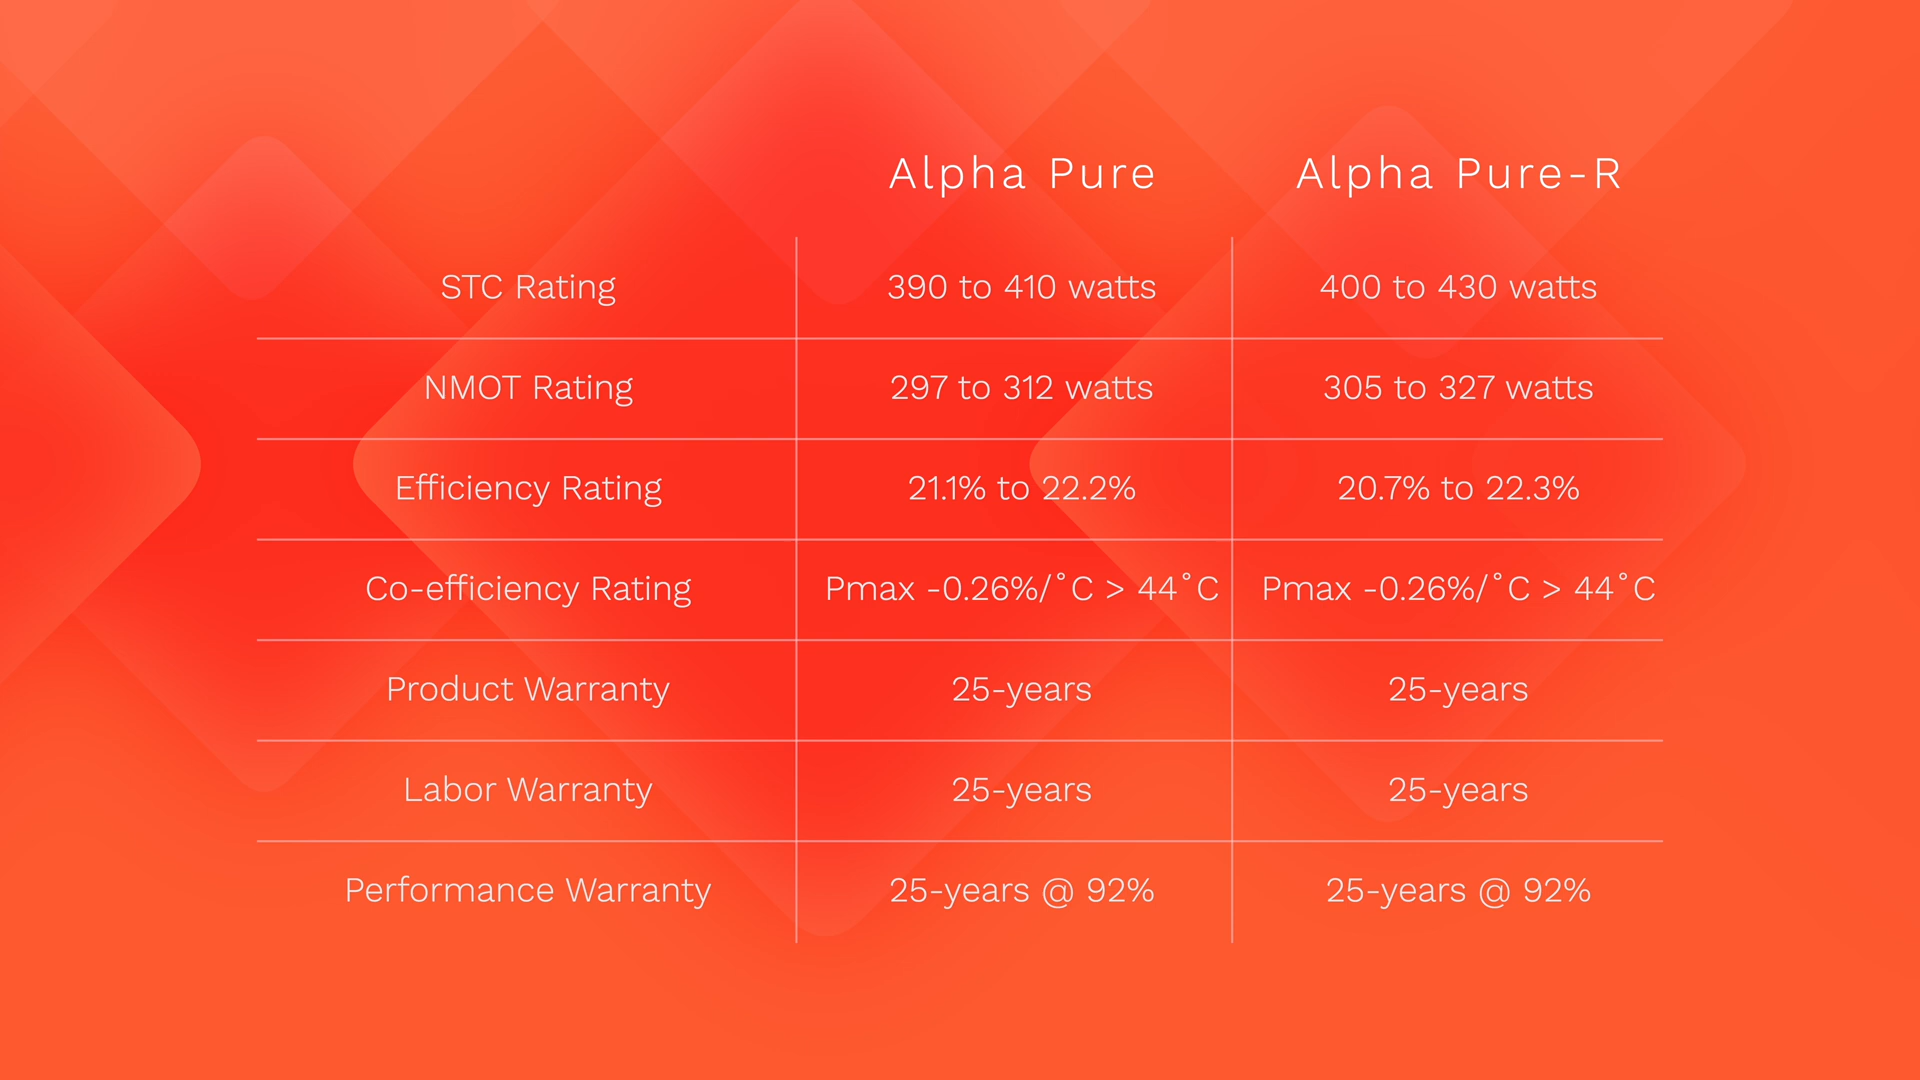 Alpha Pure Alpha Pure-R
STC Rating 390 to 410 watts 400 to 430 watts
NMOT Rating 297 to 312 watts 305 to 327 watts
Efficiency Rating 21.1% to 22.2% 20.7% to 22.3%
Co-efficiency Rating Pmax -0.26%/˚C > 44˚C Pmax -0.26%/˚C > 44˚C
Product Warranty 25-years 25-years
Labor Warranty 25-years 25-years
Performance Warranty 25-years @ 92% 25-years @ 92%